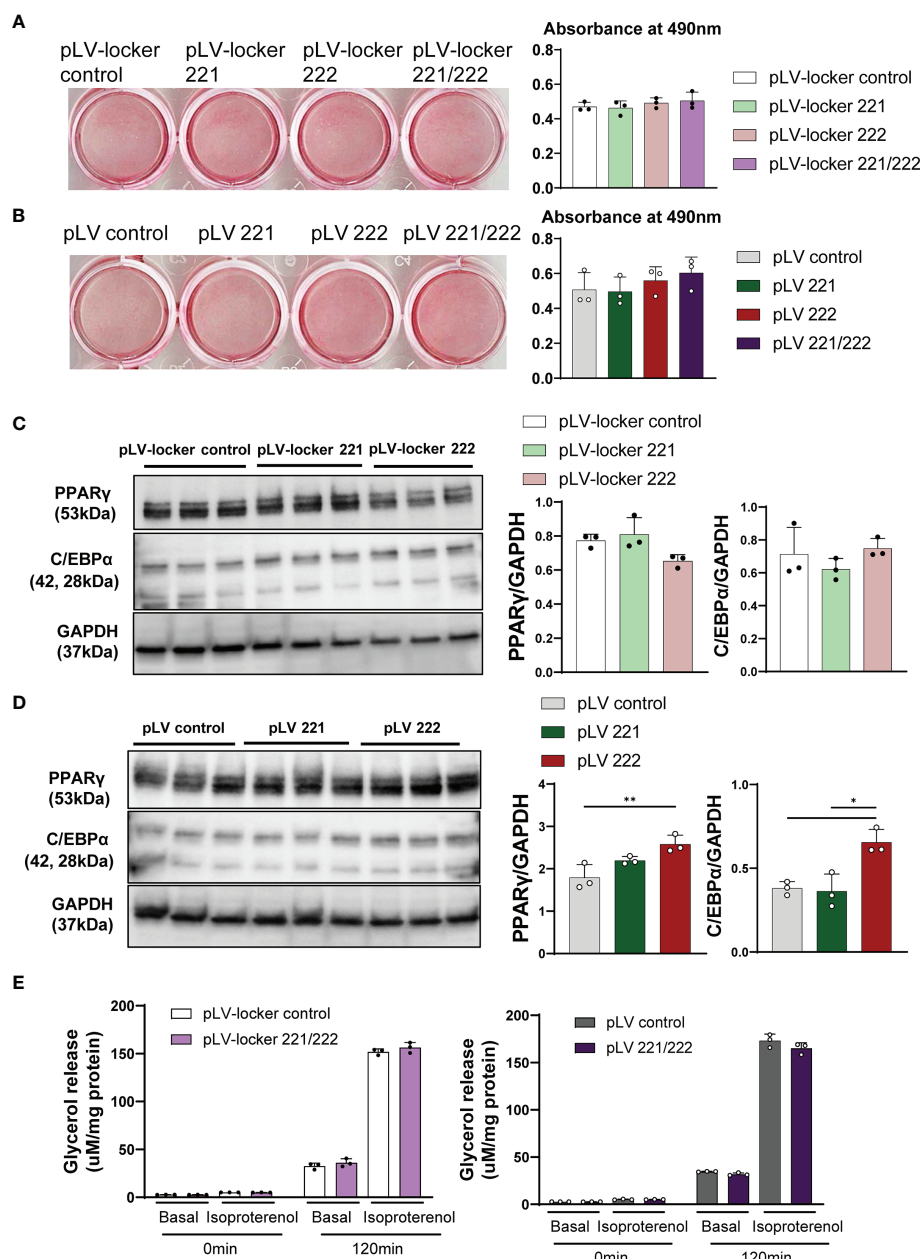 A
pLV-locker control
pLV-locker 221
pLV-locker 222
pLV-locker 221/222
Absorbance at 490nm
0.8
0.6
0.4
0.2
0.0
pLV-locker control
pLV-locker 221
pLV-locker 222
pLV-locker 221/222
B
pLV control
pLV 221
pLV 222
pLV 221/222
Absorbance at 490nm
0.8
0.6
0.4
0.2
0.0
pLV control
pLV 221
pLV 222
pLV 221/222
C
pLV-locker control
pLV-locker 221
pLV-locker 222
PPARγ
(53kDa)
C/EBPα
(42, 28kDa)
GAPDH
(37kDa)
pLV-locker control
pLV-locker 221
pLV-locker 222
PPARγ/GAPDH
1.0
0.8
0.6
0.4
0.2
0.0
C/EBPα/GAPDH
1.0
0.8
0.6
0.4
0.2
0.0
D
pLV control
pLV 221
pLV 222
PPARγ
(53kDa)
C/EBPα
(42, 28kDa)
GAPDH
(37kDa)
pLV control
pLV 221
pLV 222
PPARγ/GAPDH
4
3
2
1
0
**
C/EBPα/GAPDH
1.0
0.5
0.0
*
E
Glycerol release
(uM/mg protein)
200
150
100
50
0
pLV-locker control
pLV-locker 221/222
Basal
Isoproterenol
Basal
Isoproterenol
0min
120min
Glycerol release
(uM/mg protein)
200
150
100
50
0
pLV control
pLV 221/222
Basal
Isoproterenol
Basal
Isoproterenol
0min
120min